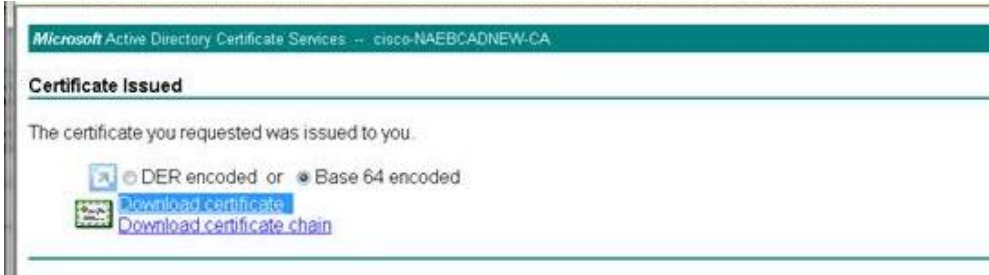 Microsoft Active Directory Certificate Services -- cisco-NAEBCADNEW-CA
Certificate Issued
The certificate you requested was issued to you.
DER encoded or Base 64 encoded
Download certificate
Download certificate chain